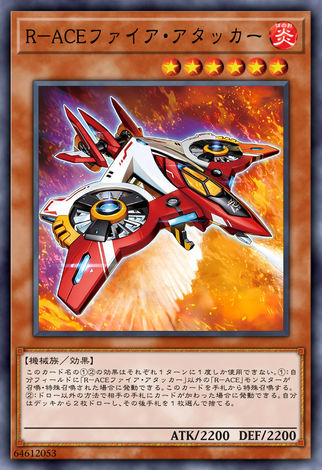 R-ACEファイア・アタッカー
炎
ほのお
【機械族/効果】
このカード名の①②の効果はそれぞれ1ターンに1度しか使用できない。①:自
分フィールドに「R-ACEファイア・アタッカー」以外の「R-ACE」モンスターが
召喚・特殊召喚された場合に発動できる。このカードを手札から特殊召喚する。
②:ドロー以外の方法で相手の手札にカードが加わった場合に発動できる。自分
はデッキから2枚ドローし、その後手札を1枚選んで捨てる。
ATK/2200 DEF/2200
64612053